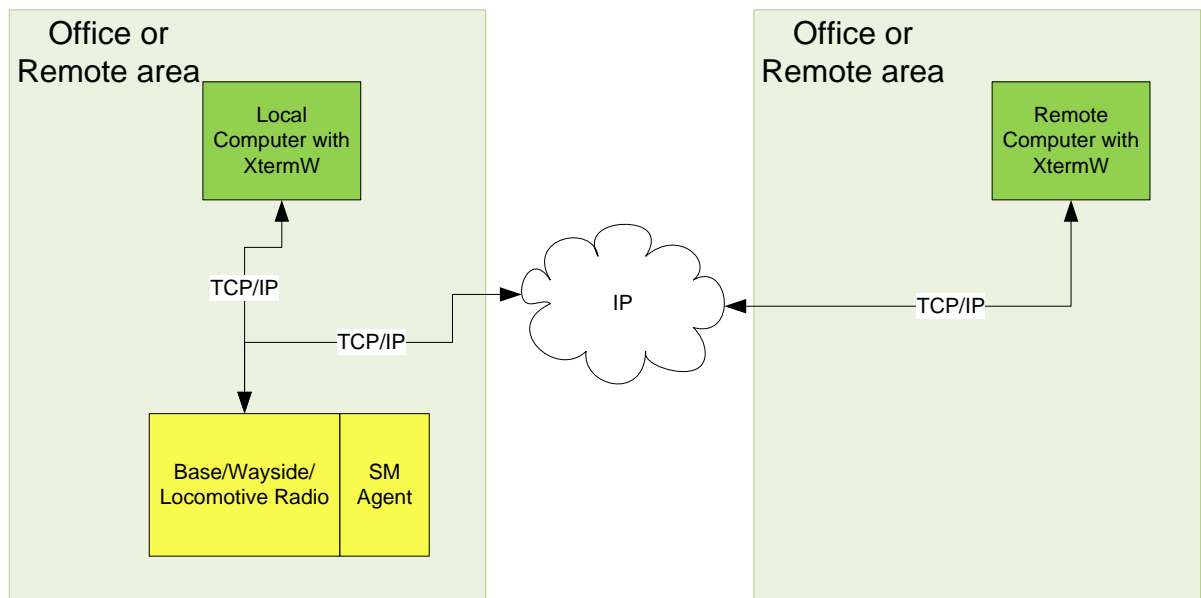 Office or
Remote area
Local
Computer with
XtermW
TCP/IP
TCP/IP
Base/Wayside/
Locomotive Radio
SM
Agent
IP
Office or
Remote area
Remote
Computer with
XtermW
TCP/IP